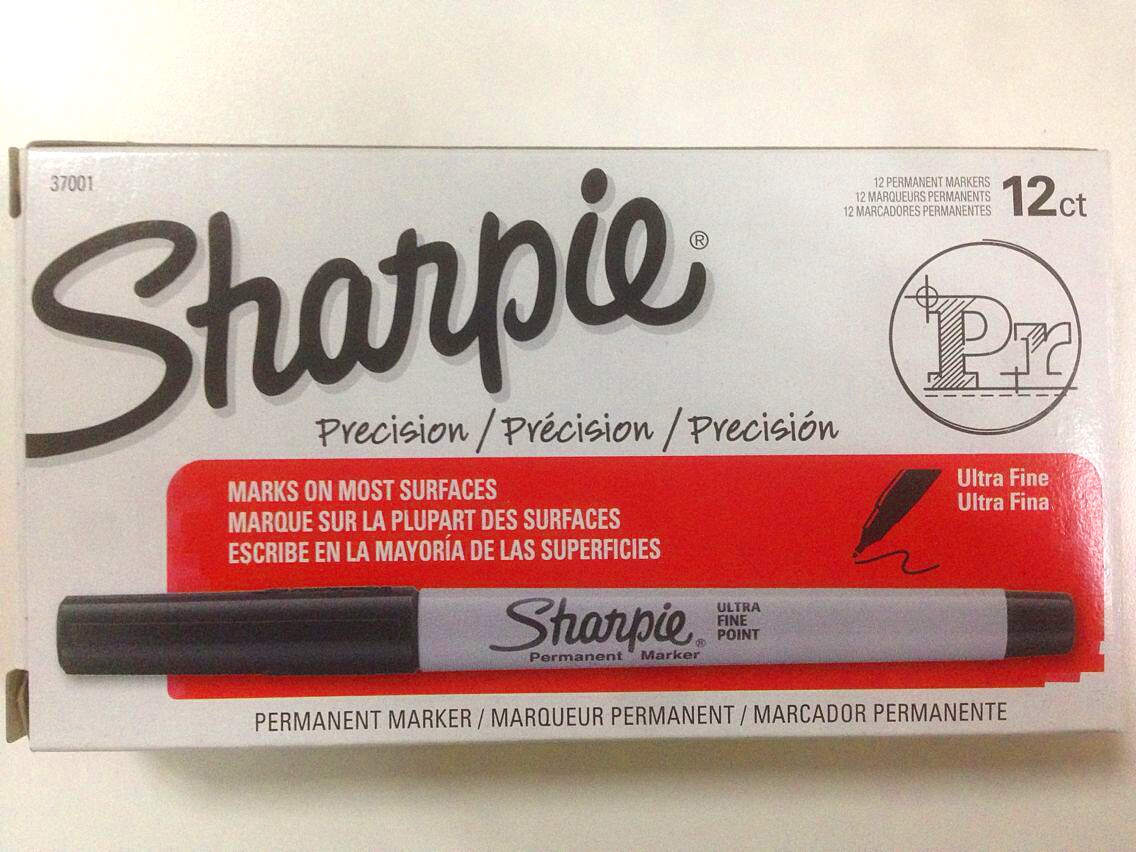 37001
12 PERMANENT MARKERS
12 MARQUEURS PERMANENTS
12 MARCADORES PERMANENTES
12ct
Sharpie®
Pr
Precision / Précision / Precisión
MARKS ON MOST SURFACES
MARQUE SUR LA PLUPART DES SURFACES
ESCRIBE EN LA MAYORÍA DE LAS SUPERFICIES
Ultra Fine
Ultra Fina
Sharpie®
Permanent Marker
ULTRA
FINE
POINT
PERMANENT MARKER / MARQUEUR PERMANENT / MARCADOR PERMANENTE